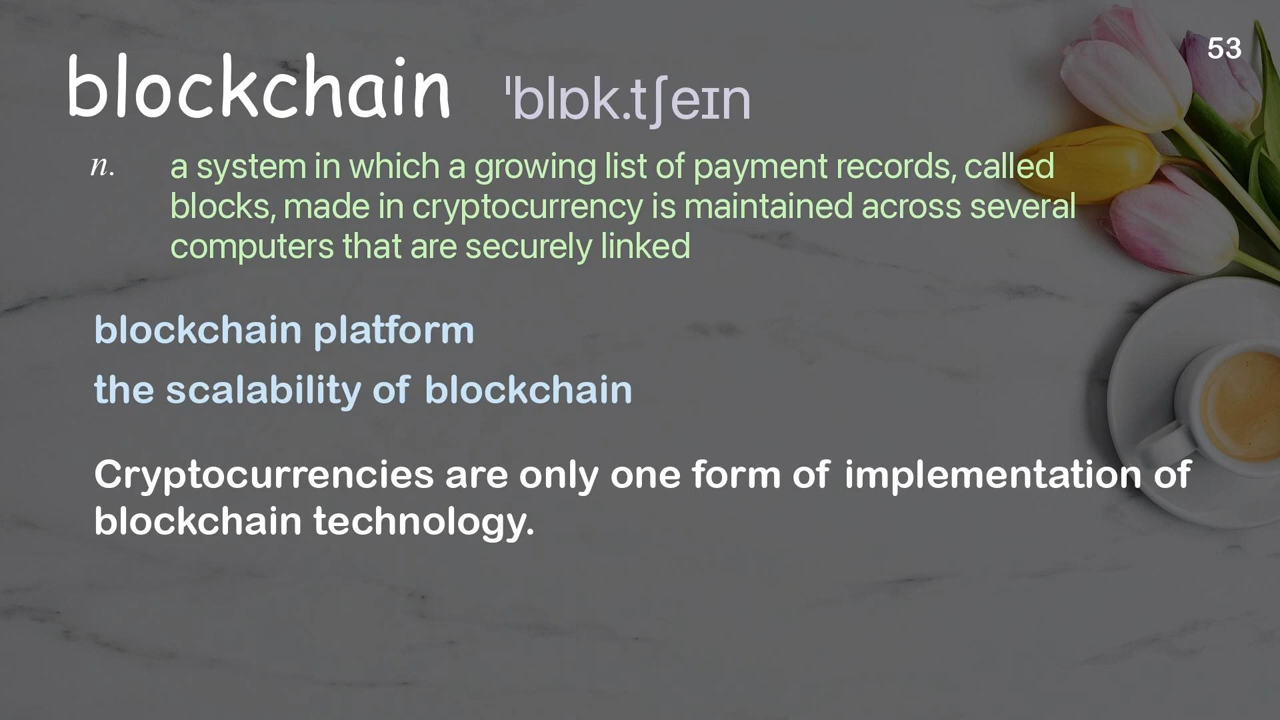 53
blockchain ˈblɒk.tʃeɪn
n. a system in which a growing list of payment records, called
blocks, made in cryptocurrency is maintained across several
computers that are securely linked
blockchain platform
the scalability of blockchain
Cryptocurrencies are only one form of implementation of
blockchain technology.